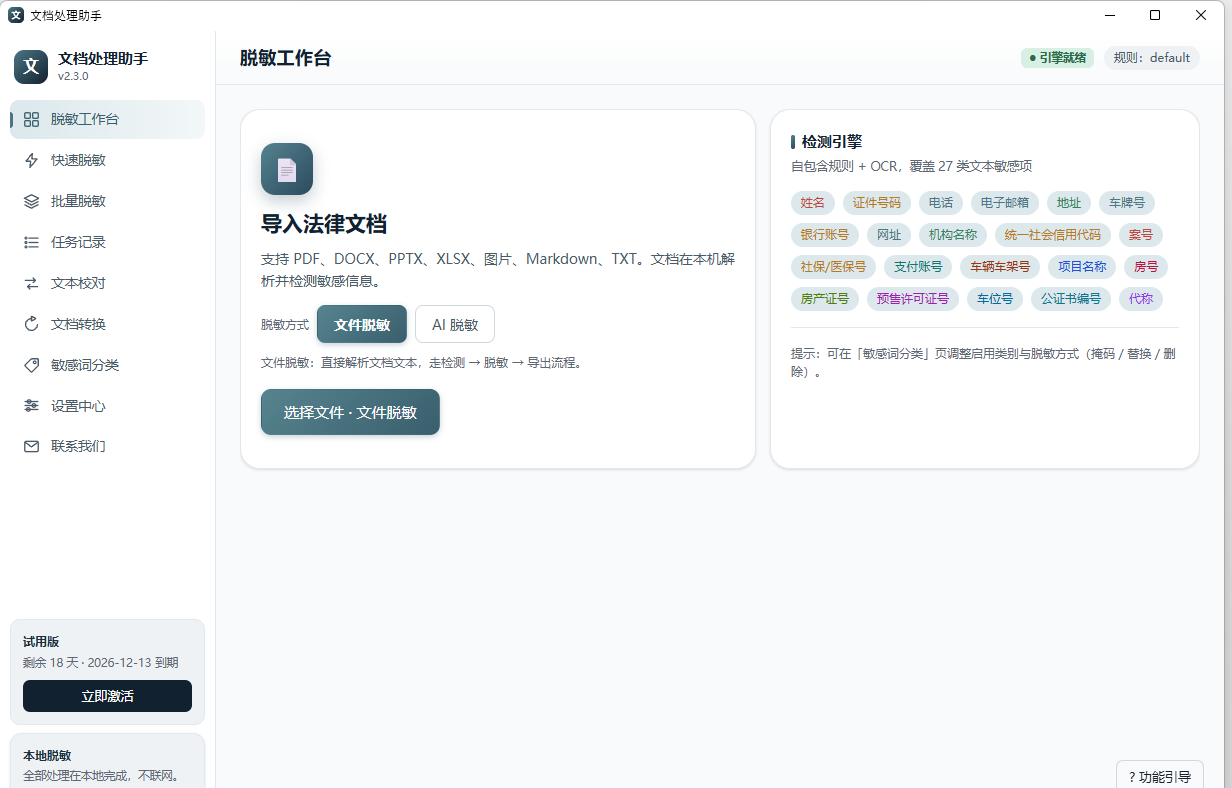 文档处理助手
文
文档处理助手
v2.3.0
脱敏工作台
快速脱敏
批量脱敏
任务记录
文本校对
文档转换
敏感词分类
设置中心
联系我们
试用版
剩余 18 天 · 2026-12-13 到期
立即激活
本地脱敏
全部处理在本地完成，不联网。
脱敏工作台
引擎就绪
规则：default
导入法律文档
支持 PDF、DOCX、PPTX、XLSX、图片、Markdown、TXT。文档在本机解
析并检测敏感信息。
脱敏方式 文件脱敏 AI 脱敏
文件脱敏：直接解析文档文本，走检测 → 脱敏 → 导出流程。
选择文件 · 文件脱敏
检测引擎
自包含规则 + OCR，覆盖 27 类文本敏感项
姓名 证件号码 电话 电子邮箱 地址 车牌号
银行账号 网址 机构名称 统一社会信用代码 案号
社保/医保号 支付账号 车辆车架号 项目名称 房号
房产证号 预售许可证号 车位号 公证书编号 代称
提示：可在「敏感词分类」页调整启用类别与脱敏方式（掩码 / 替换 / 删
除）。
? 功能引导